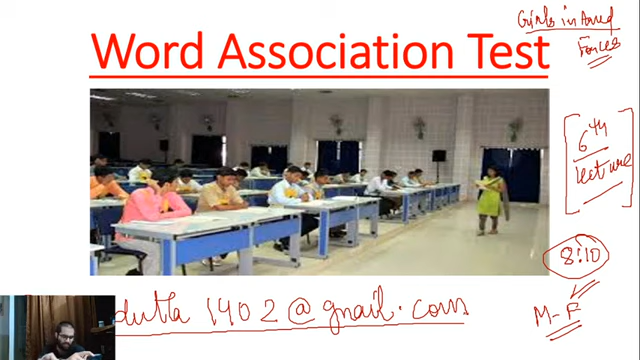 Girls in Armed
Forces
Word Association Test
6th
lecture
8:10
M-F
dutta 1402@gmail.com